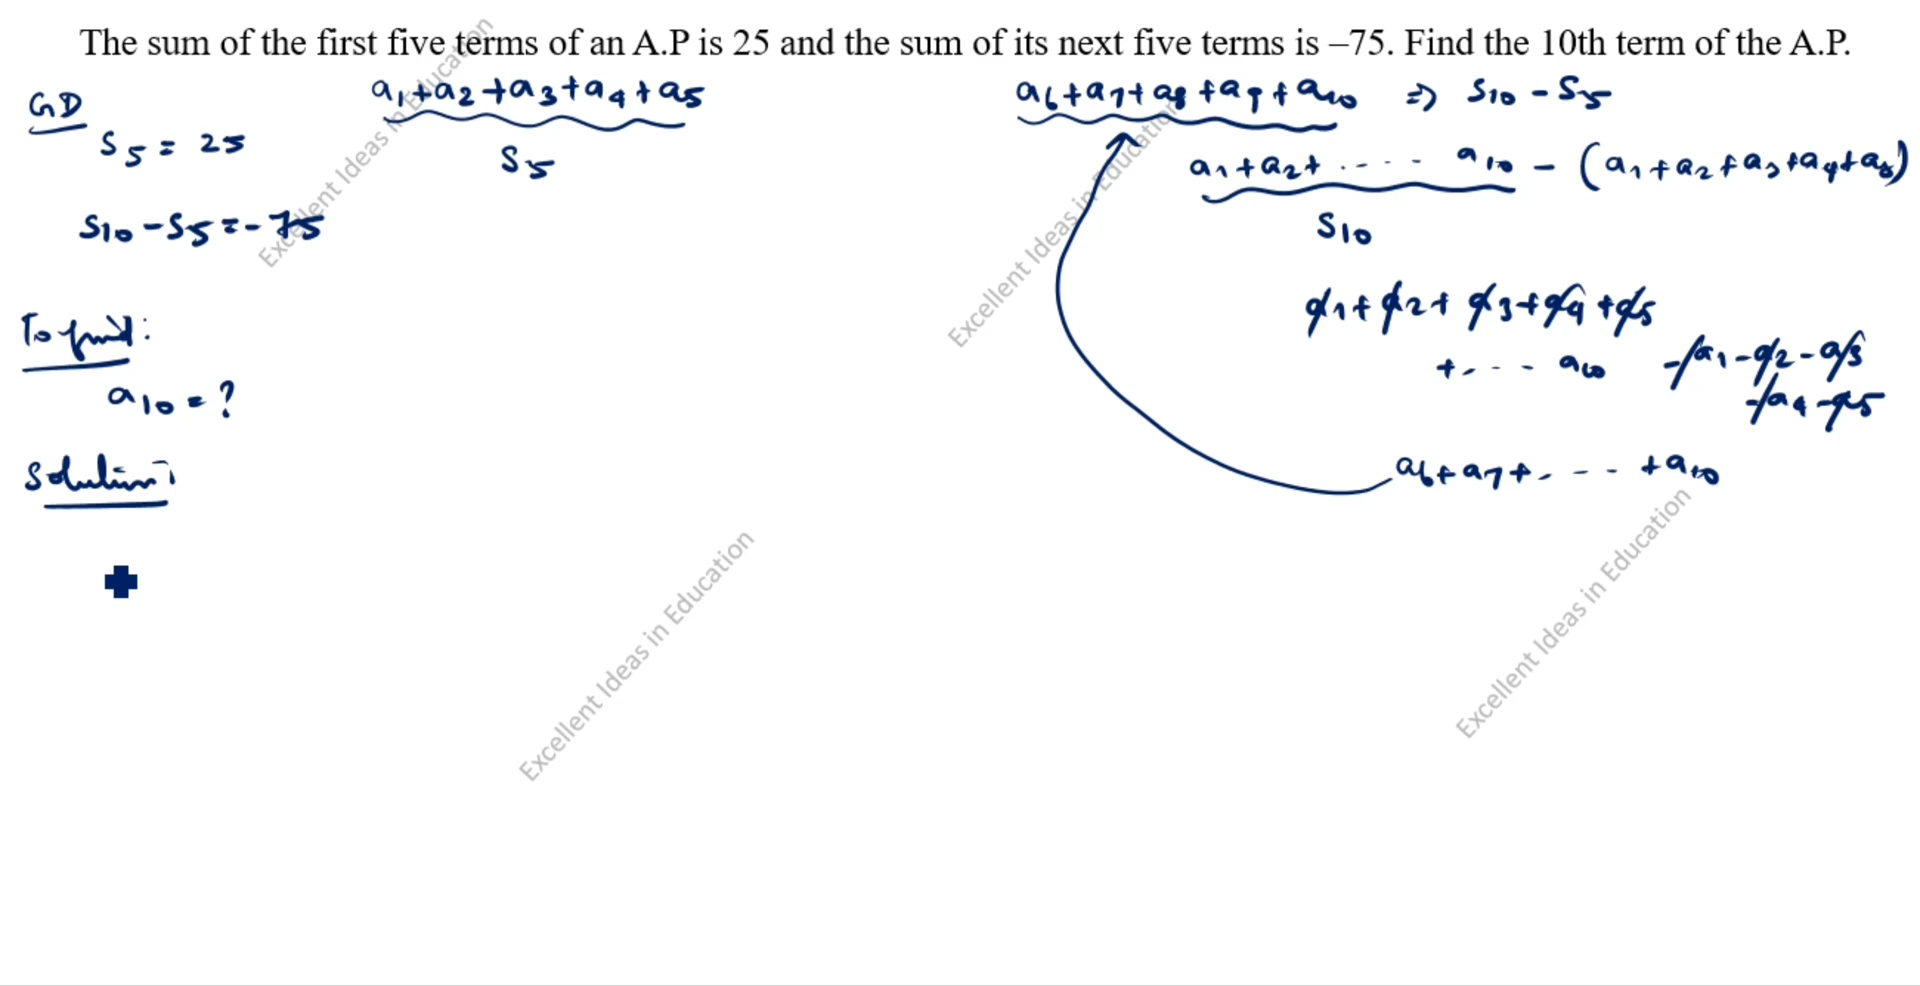 The sum of the first five terms of an A.P is 25 and the sum of its next five terms is –75. Find the 10th term of the A.P.
GD
a1+a2+a3+a4+a5
a6+a7+a8+a9+a10 ⇒ S10 - S5
S5 = 25
S5
a1+a2+ ..... a10 - (a1+a2+a3+a4+a5)
S10 - S5 = -75
S10
To find:
a1+a2+a3+a4+a5
+ .... a10 -a1-a2-a3
-a4-a5
a10 = ?
Solution:
a6+a7+ .... +a10
Excellent Ideas in Education
Excellent Ideas in Education
Excellent Ideas in Education
Excellent Ideas in Education